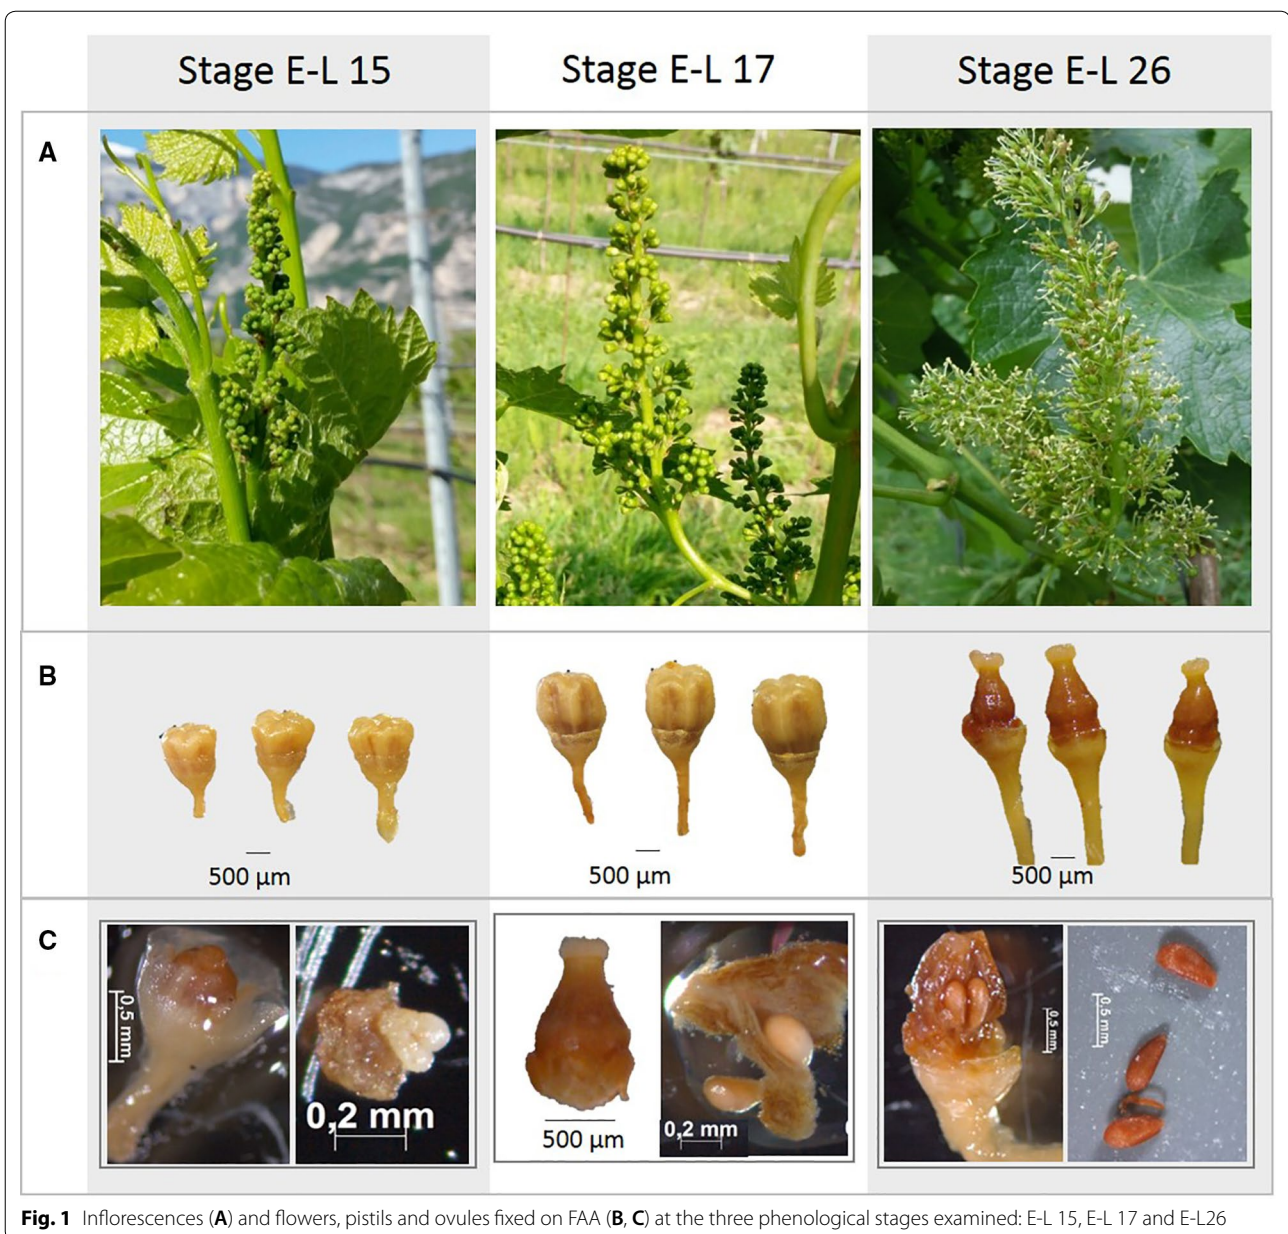 Stage E-L 15
Stage E-L 17
Stage E-L 26
A
B
500 µm
500 µm
500 µm
C
0,5 mm
0,2 mm
500 µm
0,2 mm
0,5 mm
0,5 mm
Fig. 1 Inflorescences (A) and flowers, pistils and ovules fixed on FAA (B, C) at the three phenological stages examined: E-L 15, E-L 17 and E-L26